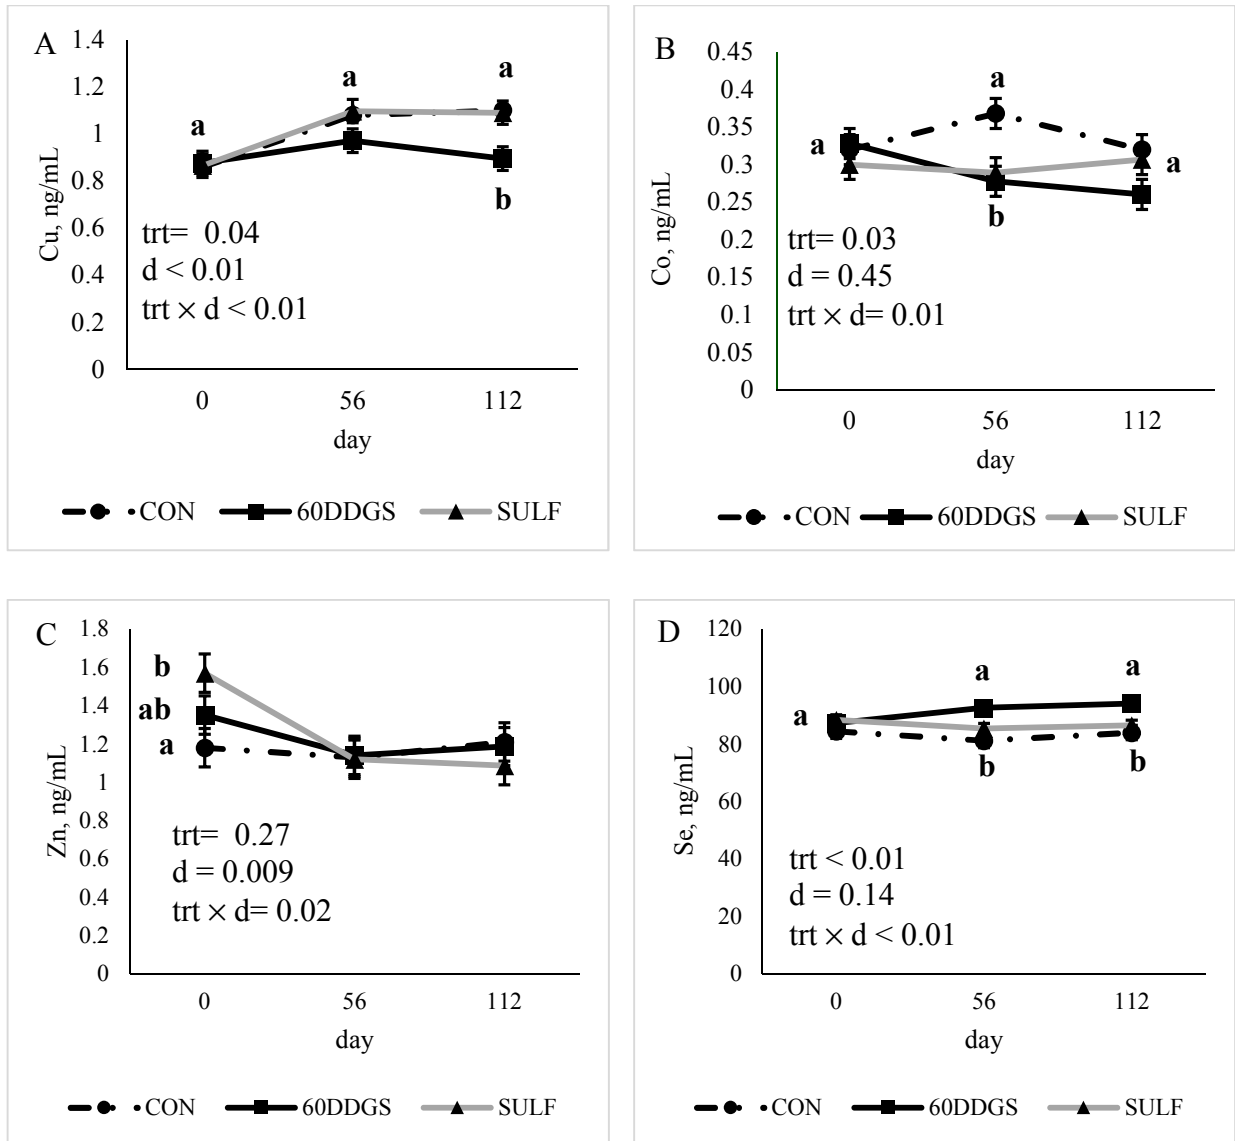 A
1.4
1.2
1
0.8
0.6
0.4
0.2
0
Cu, ng/mL
a
a
a
b
trt= 0.04
d < 0.01
trt × d < 0.01
0 56 112
day
CON 60DDGS SULF
B
0.45
0.4
0.35
0.3
0.25
0.2
0.15
0.1
0.05
0
Co, ng/mL
a
a
a
b
trt= 0.03
d = 0.45
trt × d= 0.01
0 56 112
day
CON 60DDGS SULF
C
1.8
1.6
1.4
1.2
1
0.8
0.6
0.4
0.2
0
Zn, ng/mL
b
ab
a
trt= 0.27
d = 0.009
trt × d= 0.02
0 56 112
day
CON 60DDGS SULF
D
120
100
80
60
40
20
0
Se, ng/mL
a
a
a
b
b
trt < 0.01
d = 0.14
trt × d < 0.01
0 56 112
day
CON 60DDGS SULF